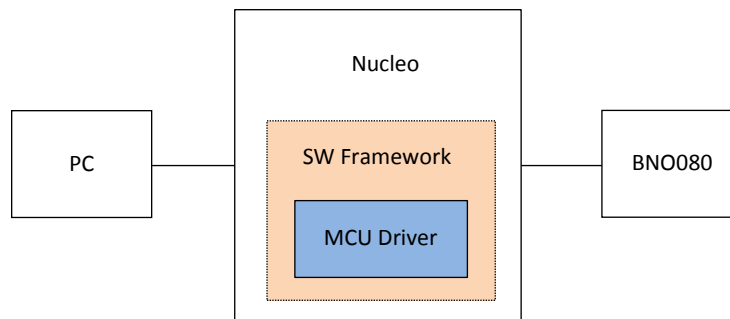 Nucleo
PC
SW Framework
BNO080
MCU Driver